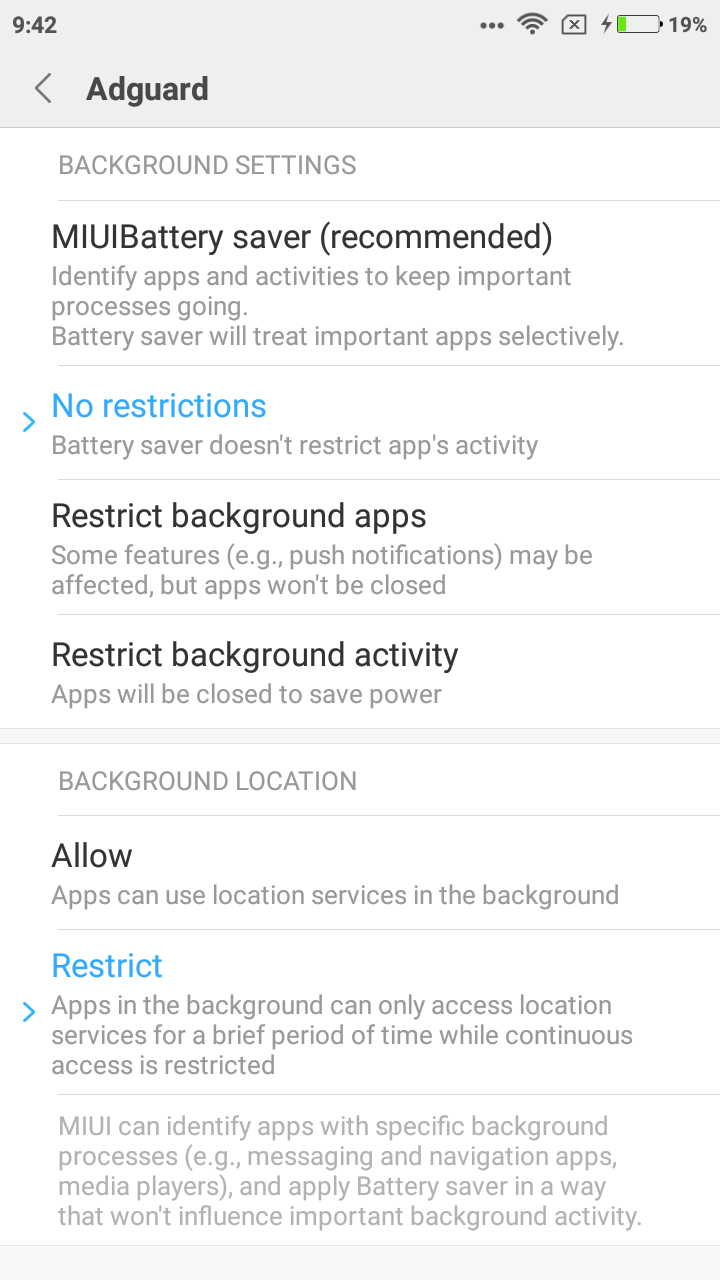 9:42
19%
Adguard
BACKGROUND SETTINGS
MIUIBattery saver (recommended)
Identify apps and activities to keep important
processes going.
Battery saver will treat important apps selectively.
No restrictions
Battery saver doesn't restrict app's activity
Restrict background apps
Some features (e.g., push notifications) may be
affected, but apps won't be closed
Restrict background activity
Apps will be closed to save power
BACKGROUND LOCATION
Allow
Apps can use location services in the background
Restrict
Apps in the background can only access location
services for a brief period of time while continuous
access is restricted
MIUI can identify apps with specific background
processes (e.g., messaging and navigation apps,
media players), and apply Battery saver in a way
that won't influence important background activity.